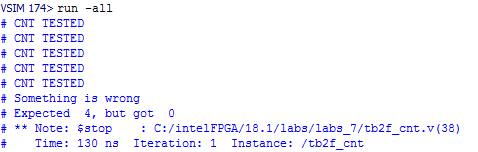 VSIM 174> run -all
# CNT TESTED
# CNT TESTED
# CNT TESTED
# CNT TESTED
# CNT TESTED
# Something is wrong
# Expected  4, but got  0
# ** Note: $stop    : C:/intelFPGA/18.1/labs/labs_7/tb2f_cnt.v(38)
#    Time: 130 ns  Iteration: 1  Instance: /tb2f_cnt